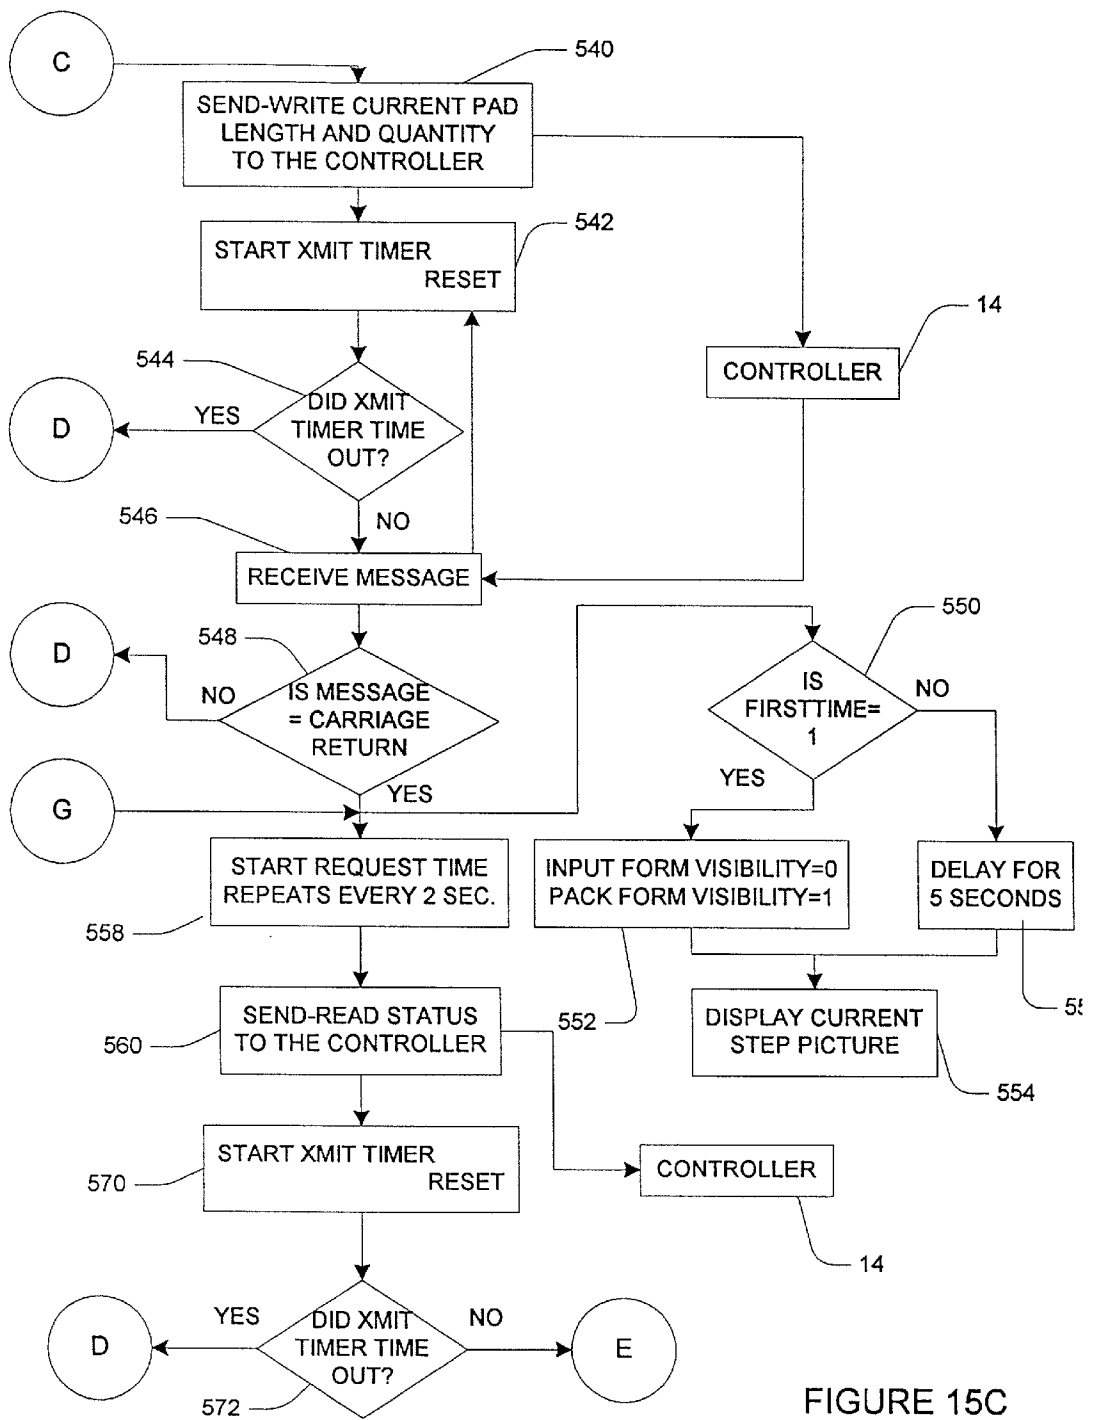 C
540
SEND-WRITE CURRENT PAD
LENGTH AND QUANTITY
TO THE CONTROLLER
542
START XMIT TIMER
RESET
14
544
CONTROLLER
D
YES
DID XMIT
TIMER TIME
OUT?
546
NO
RECEIVE MESSAGE
550
D
548
NO
IS MESSAGE
= CARRIAGE
RETURN
YES
IS
FIRSTTIME=
1
NO
YES
G
START REQUEST TIME
REPEATS EVERY 2 SEC.
558
INPUT FORM VISIBILITY=0
PACK FORM VISIBILITY=1
552
DELAY FOR
5 SECONDS
SEND-READ STATUS
TO THE CONTROLLER
560
DISPLAY CURRENT
STEP PICTURE
554
START XMIT TIMER
RESET
570
CONTROLLER
14
D
YES
DID XMIT
TIMER TIME
OUT?
NO
E
572
FIGURE 15C